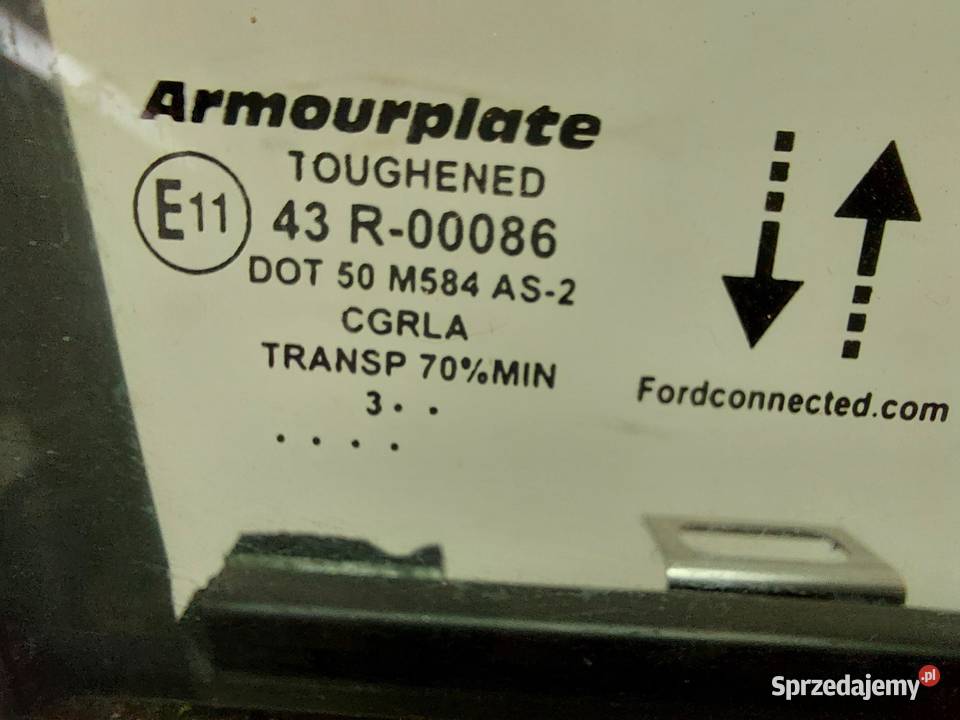 Armourplate
TOUGHENED
E11 43 R-00086
DOT 50 M584 AS-2
CGRLA
TRANSP 70%MIN
3. .
. . . .
Fordconnected.com
Sprzedajemy.pl